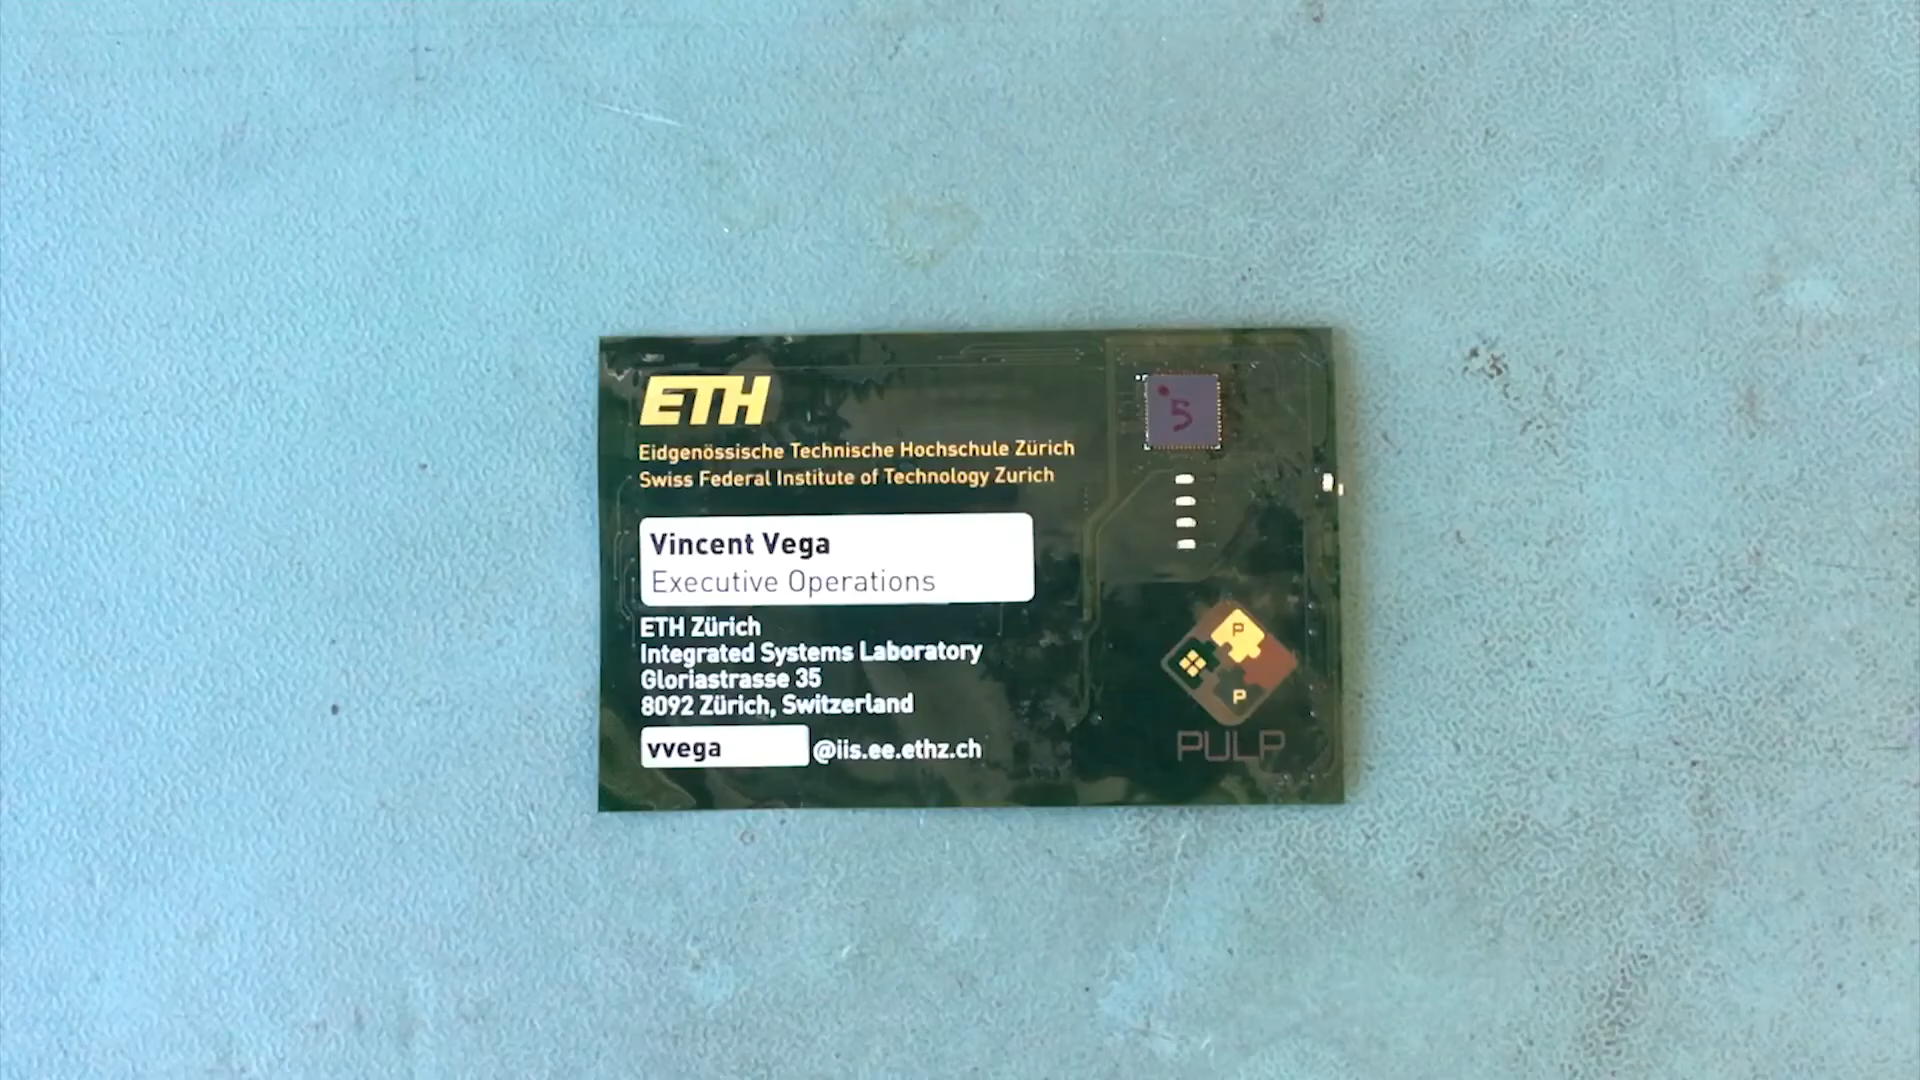 ETH
Eidgenössische Technische Hochschule Zürich
Swiss Federal Institute of Technology Zurich
Vincent Vega
Executive Operations
ETH Zürich
Integrated Systems Laboratory
Gloriastrasse 35
8092 Zürich, Switzerland
vvega @iis.ee.ethz.ch
5
P
P
PULP